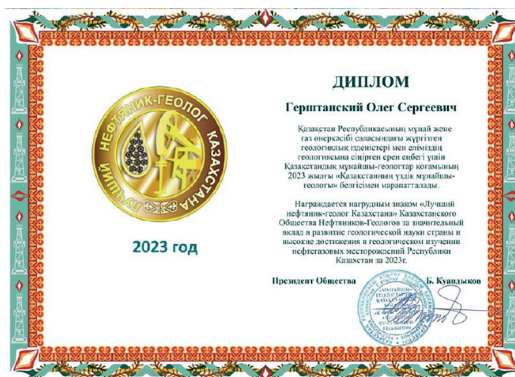 ЛУЧШИЙ НЕФТЯНИК-ГЕОЛОГ КАЗАХСТАНА
2023 год
ДИПЛОМ
Герштанский Олег Сергеевич
Қазақстан Республикасының мұнай және
газ өнеркәсібі саласындағы жүргізген
геологиялық ізденістері мен еліміздің
геологиясына сіңірген ерен еңбегі үшін
Қазақстандық мұнайшы-геологтар қоғамының
2023 жылғы «Қазақстанның үздік мұнайшы-
геологы» белгісімен марапатталады.
Награждается нагрудным знаком «Лучший
нефтяник-геолог Казахстана» Казахстанского
Общества Нефтяников-Геологов за значительный
вклад в развитие геологической науки страны и
высокие достижения в геологическом изучении
нефтегазовых месторождений Республики
Казахстан за 2023г.
Президент Общества Б. Куандыков